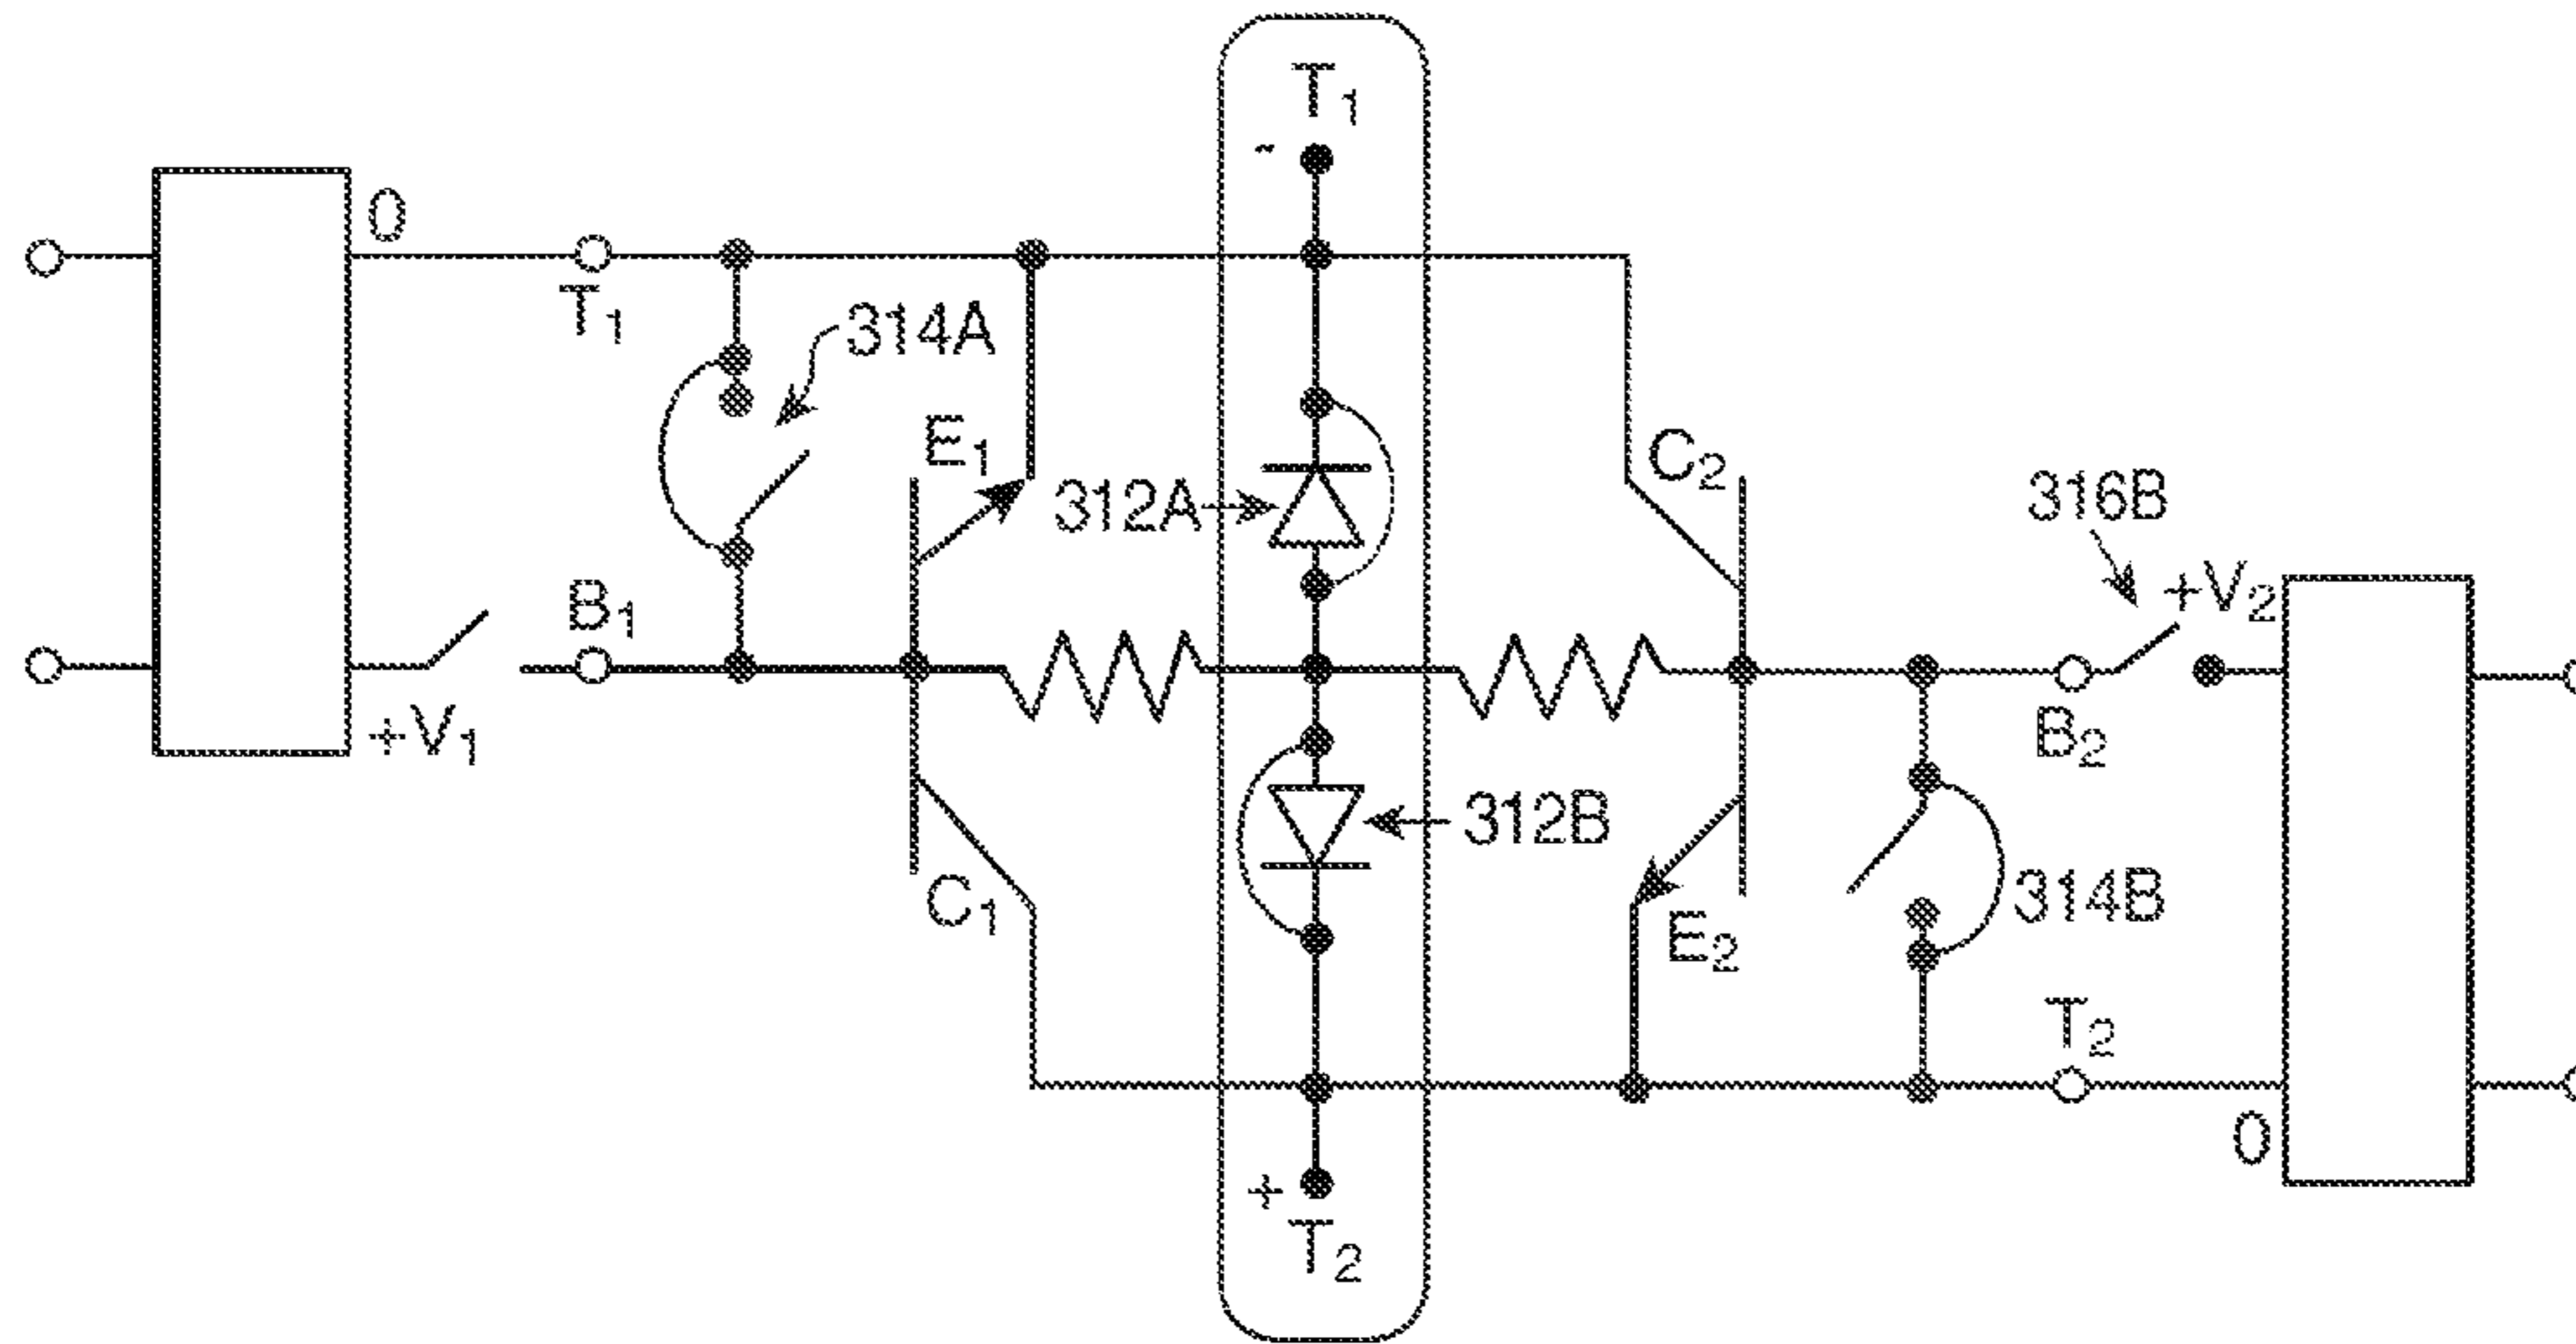 T₁
-
0
T₁
314A
E₁
C₂
312A
316B
+V₂
B₁
+V₁
B₂
312B
C₁
314B
E₂
T₂
0
+
T₂